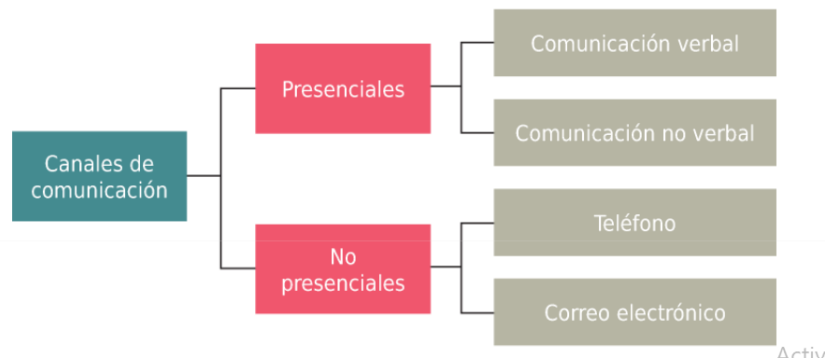 Canales de
comunicación
Presenciales
Comunicación verbal
Comunicación no verbal
No
presenciales
Teléfono
Correo electrónico